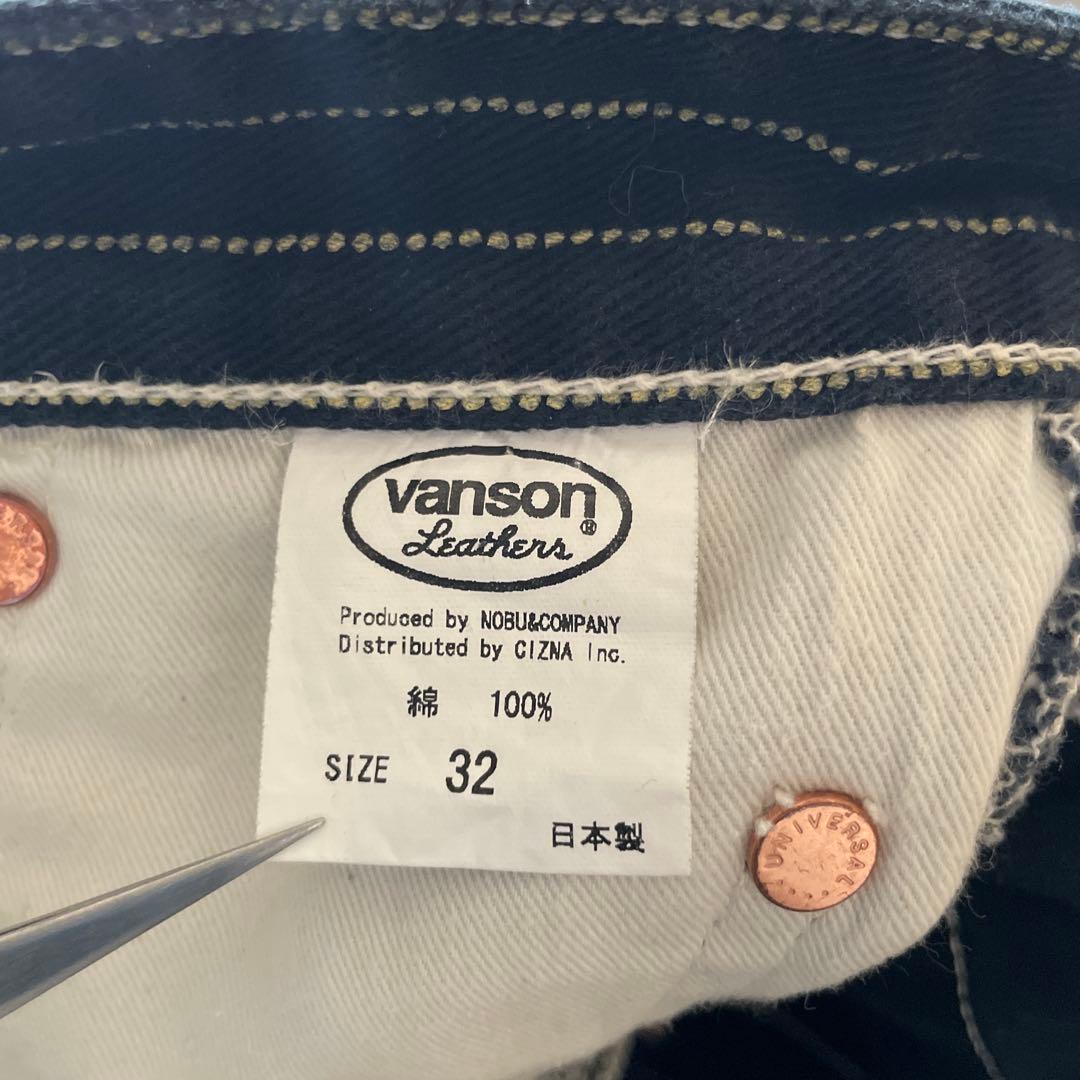 vanson
Leathers
®
Produced by NOBU&COMPANY
Distributed by CIZNA Inc.
綿 100%
SIZE 32
日本製
UNIVERSAL